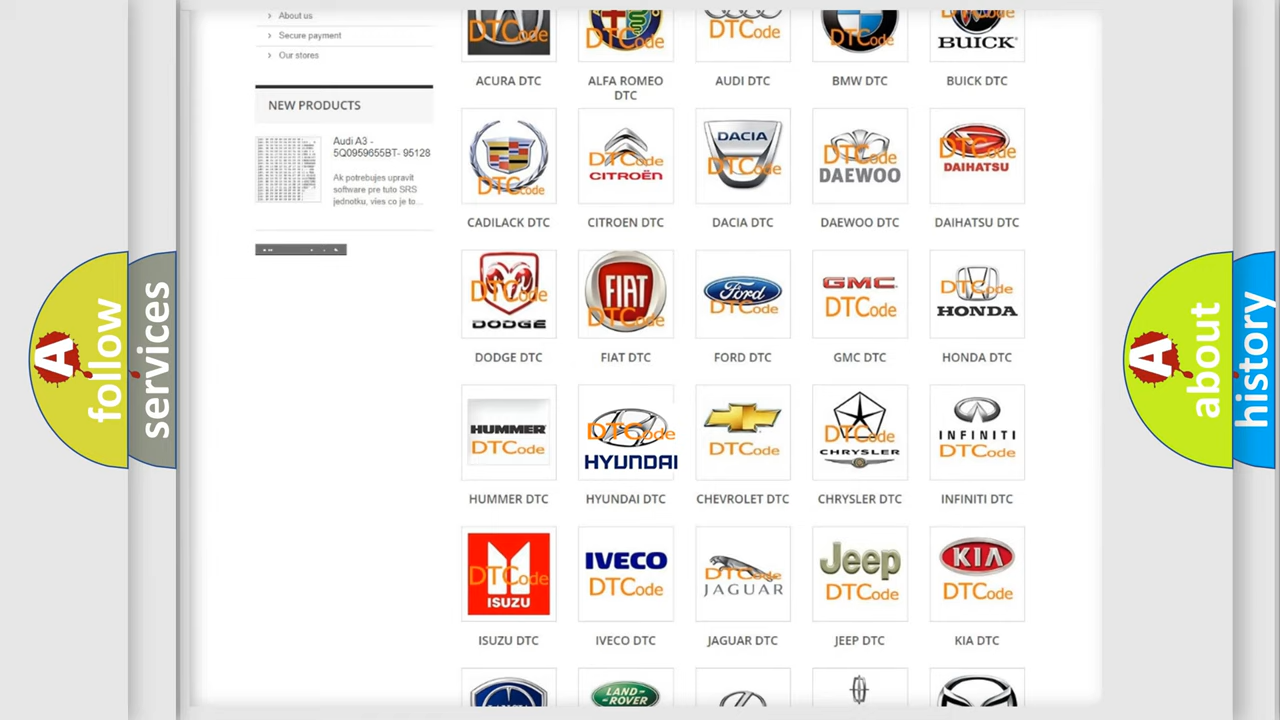 About us
Secure payment
Our stores
NEW PRODUCTS
Audi A3 -
5Q0959655BT- 95128
Ak potrebujes upravit
software pre tuto SRS
jednotku, vies co je to...
DTCode
DTCode
DTCode
DTCode
DTCode
BUICK
ACURA DTC
ALFA ROMEO
DTC
AUDI DTC
BMW DTC
BUICK DTC
DTCcode
DTCode
CITROËN
DACIA
DTCode
DTCode
DAEWOO
DTCode
DAIHATSU
CADILACK DTC
CITROEN DTC
DACIA DTC
DAEWOO DTC
DAIHATSU DTC
DTCode
DODGE
FIAT
DTCode
Ford
DTCode
GMC
DTCode
DTCode
HONDA
DODGE DTC
FIAT DTC
FORD DTC
GMC DTC
HONDA DTC
HUMMER
DTCode
DTCode
HYUNDAI
DTCode
DTCode
CHRYSLER
INFINITI
DTCode
HUMMER DTC
HYUNDAI DTC
CHEVROLET DTC
CHRYSLER DTC
INFINITI DTC
DTCode
ISUZU
IVECO
DTCode
DTCode
JAGUAR
Jeep
DTCode
KIA
DTCode
ISUZU DTC
IVECO DTC
JAGUAR DTC
JEEP DTC
KIA DTC
LAND-
ROVER
A follow
services
A about
history